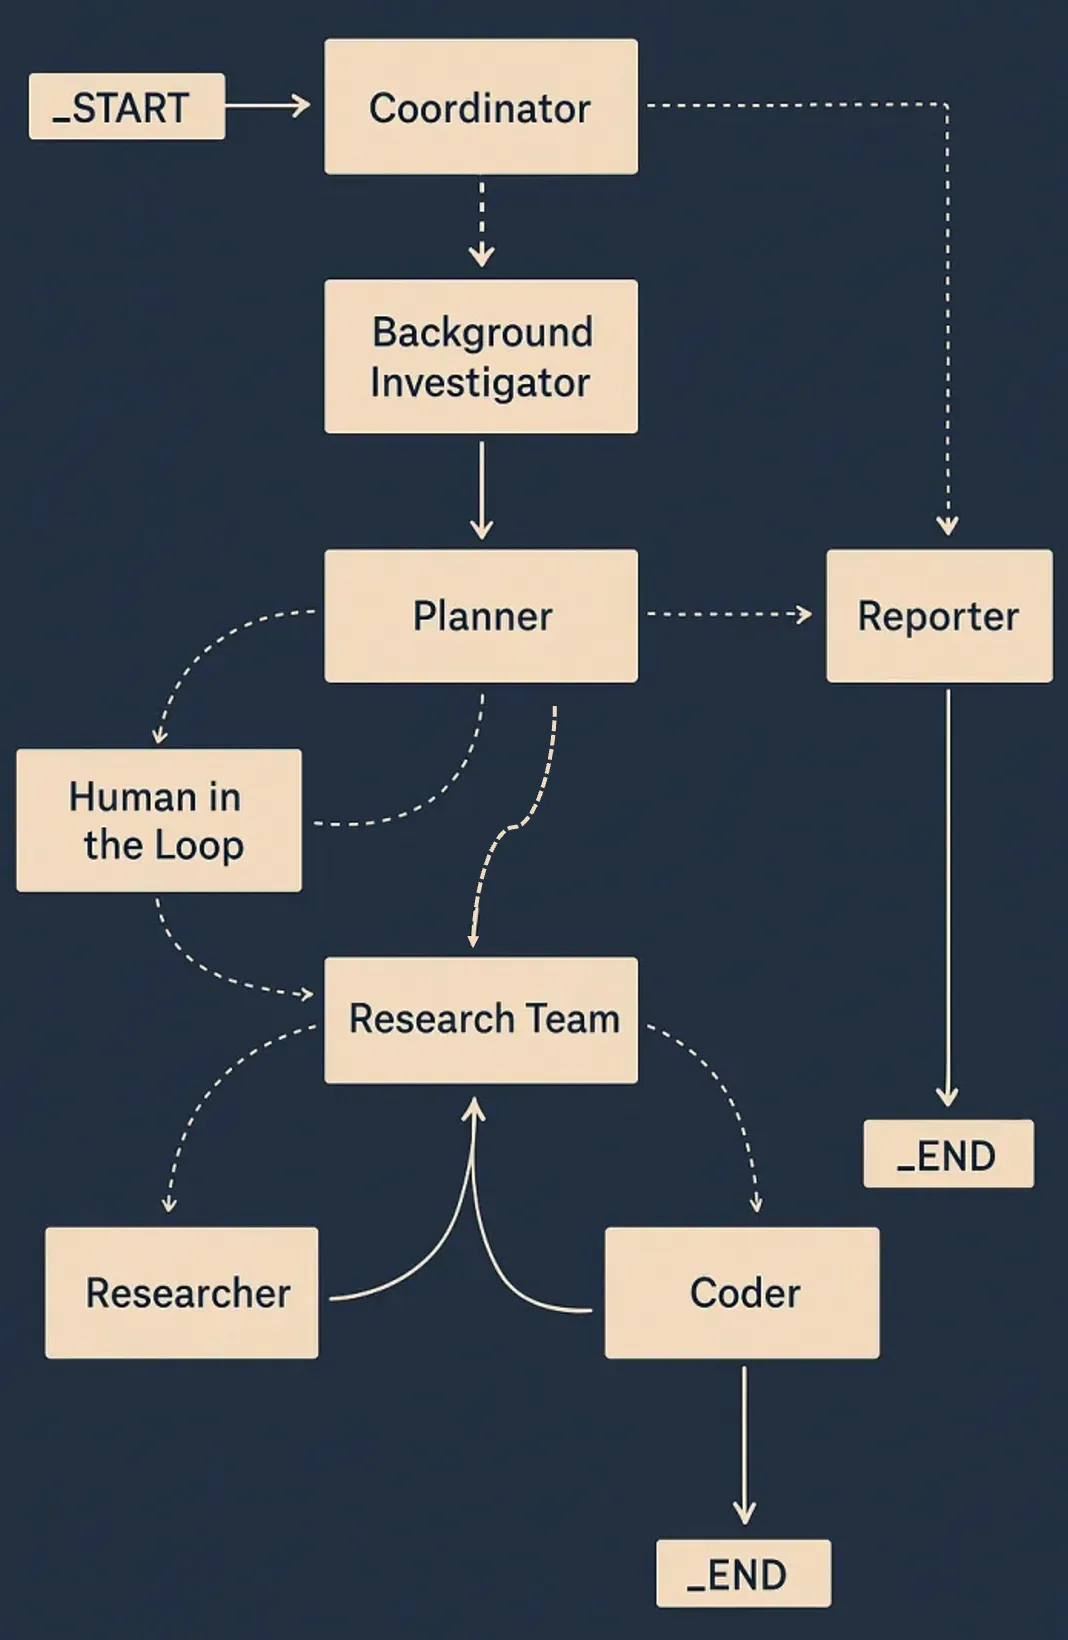 _START
Coordinator
Background
Investigator
Planner
Reporter
Human in
the Loop
Research Team
_END
Researcher
Coder
_END